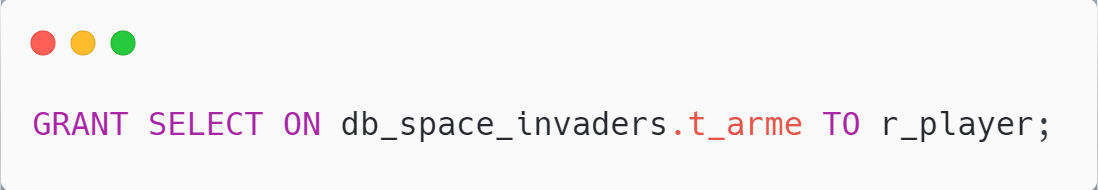 GRANT SELECT ON db_space_invaders.t_arme TO r_player;